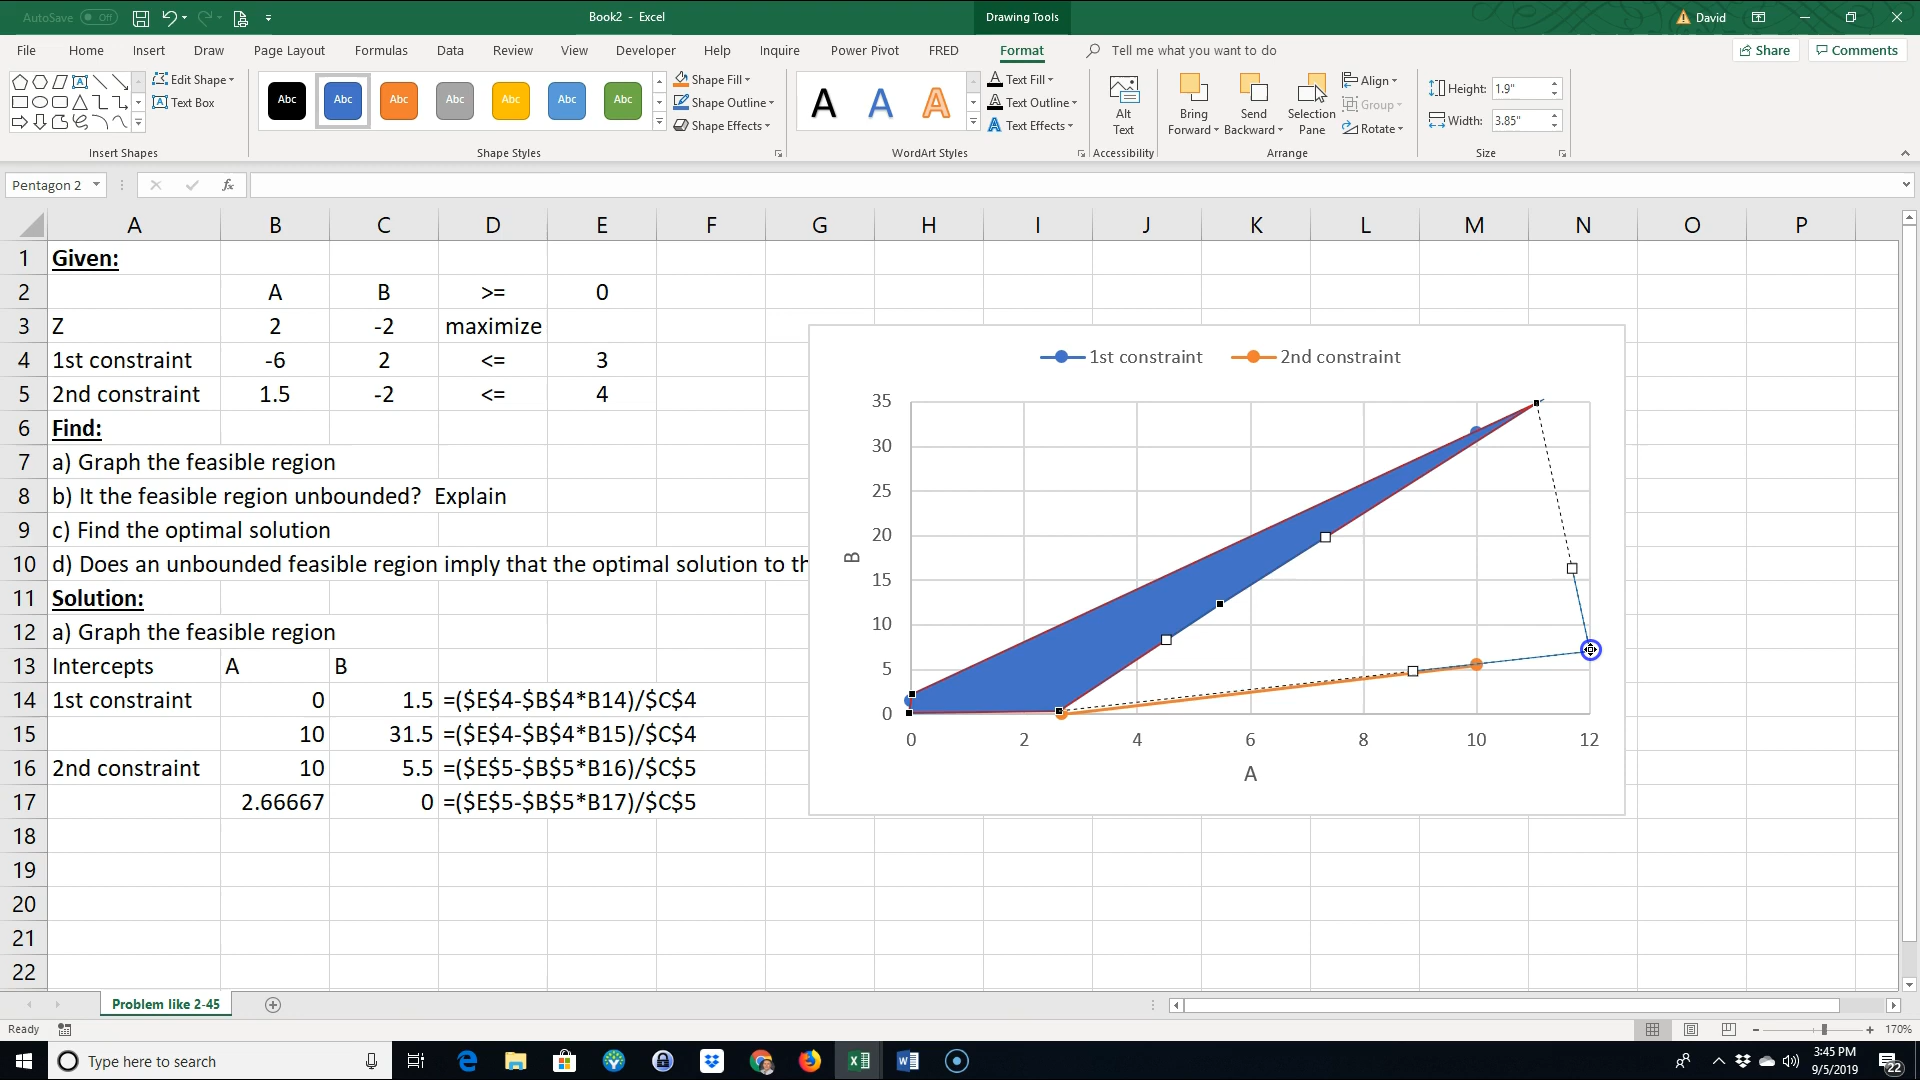 AutoSave Off Book2 - Excel Drawing Tools David
File Home Insert Draw Page Layout Formulas Data Review View Developer Help Inquire Power Pivot FRED Format Tell me what you want to do Share Comments
Edit Shape
Text Box
Insert Shapes
Abc Abc Abc Abc Abc Abc Abc
Shape Fill
Shape Outline
Shape Effects
Shape Styles
A A A
Text Fill
Text Outline
Text Effects
WordArt Styles
Alt Text
Accessibility
Bring Forward
Send Backward
Selection Pane
Align
Group
Rotate
Arrange
Height: 1.9"
Width: 3.85"
Size
Pentagon 2 fx
A B C D E F G H I J K L M N O P
1 Given:
2 A B >= 0
3 Z 2 -2 maximize
4 1st constraint -6 2 <= 3
5 2nd constraint 1.5 -2 <= 4
6 Find:
7 a) Graph the feasible region
8 b) It the feasible region unbounded? Explain
9 c) Find the optimal solution
10 d) Does an unbounded feasible region imply that the optimal solution to th
11 Solution:
12 a) Graph the feasible region
13 Intercepts A B
14 1st constraint 0 1.5 =($E$4-$B$4*B14)/$C$4
15 10 31.5 =($E$4-$B$4*B15)/$C$4
16 2nd constraint 10 5.5 =($E$5-$B$5*B16)/$C$5
17 2.66667 0 =($E$5-$B$5*B17)/$C$5
18
19
20
21
22
1st constraint 2nd constraint
35
30
25
20
15
10
5
0
B
0 2 4 6 8 10 12
A
Problem like 2-45
Ready 170%
Type here to search
3:45 PM
9/5/2019
22